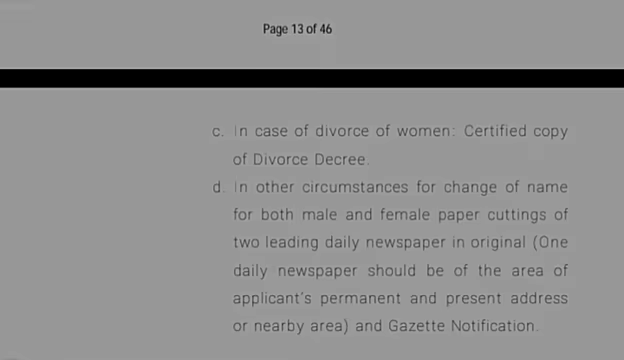 Page 13 of 46
c. In case of divorce of women: Certified copy
of Divorce Decree.
d. In other circumstances for change of name
for both male and female paper cuttings of
two leading daily newspaper in original (One
daily newspaper should be of the area of
applicant's permanent and present address
or nearby area) and Gazette Notification.